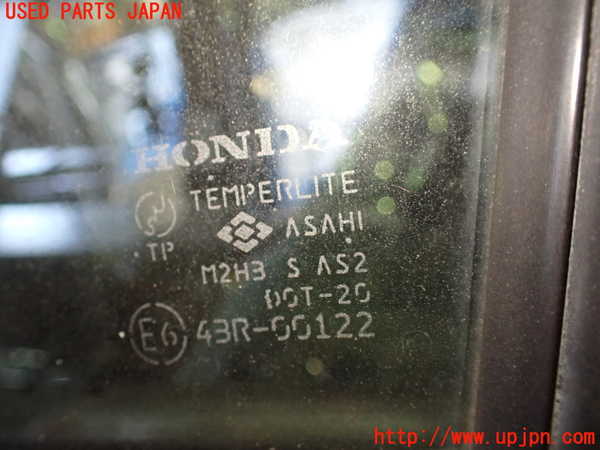 USED PARTS JAPAN
HONDA
TEMPERLITE
ASAHI
TP
M2H3 S AS2
DOT-20
E6 43R-00122
http://www.upjpn.com/